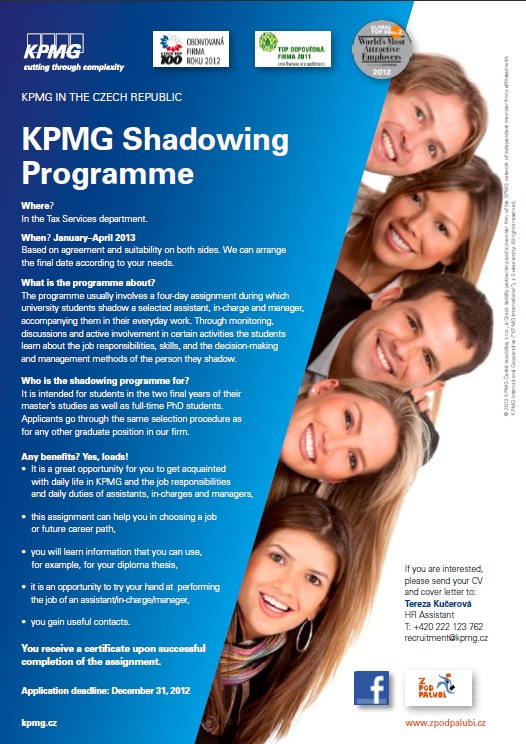 KPMG
cutting through complexity
CZECH TOP
100
OBDIVOVANÁ
FIRMA
ROKU 2012
TOP ODPOVĚDNÁ
FIRMA 2011
GLOBAL
TOP
World's Most
Attractive
Employers
2012
KPMG IN THE CZECH REPUBLIC
KPMG Shadowing
Programme
Where?
In the Tax Services department.
When? January–April 2013
Based on agreement and suitability on both sides. We can arrange
the final date according to your needs.
What is the programme about?
The programme usually involves a four-day assignment during which
university students shadow a selected assistant, in-charge and manager,
accompanying them in their everyday work. Through monitoring,
discussions and active involvement in certain activities the students
learn about the job responsibilities, skills, and the decision-making
and management methods of the person they shadow.
Who is the shadowing programme for?
It is intended for students in the two final years of their
master's studies as well as full-time PhD students.
Applicants go through the same selection procedure as
for any other graduate position in our firm.
Any benefits? Yes, loads!
• It is a great opportunity for you to get acquainted
with daily life in KPMG and the job responsibilities
and daily duties of assistants, in-charges and managers,
• this assignment can help you in choosing a job
or future career path,
• you will learn information that you can use,
for example, for your diploma thesis,
• it is an opportunity to try your hand at performing
the job of an assistant/in-charge/manager,
• you gain useful contacts.
You receive a certificate upon successful
completion of the assignment.
Application deadline: December 31, 2012
kpmg.cz
If you are interested,
please send your CV
and cover letter to:
Tereza Kučerová
HR Assistant
T: +420 222 123 762
recruitment@kpmg.cz
f
Z
POD
PALUBÍ
www.zpodpalubi.cz
© 2012 KPMG Česká republika, s.r.o., a Czech limited liability company and a member firm of the KPMG network of independent member firms affiliated with
KPMG International Cooperative ("KPMG International"), a Swiss entity. All rights reserved.